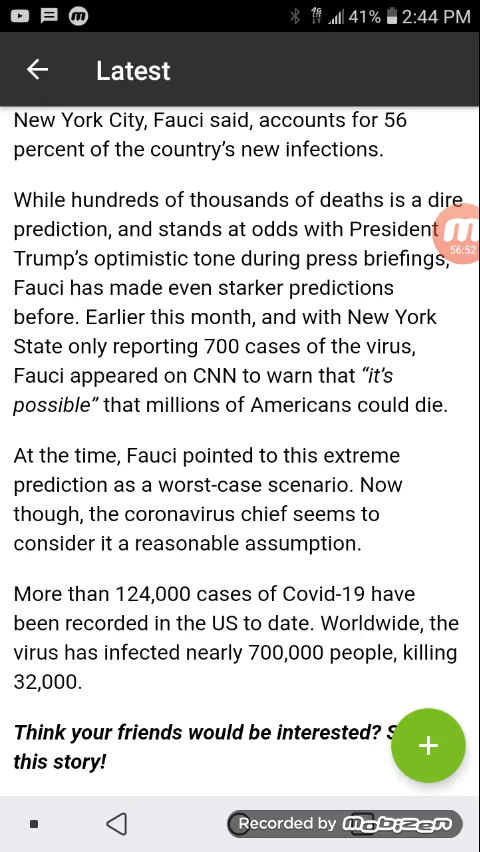 4G 41% 2:44 PM
Latest
New York City, Fauci said, accounts for 56
percent of the country’s new infections.
While hundreds of thousands of deaths is a dire
prediction, and stands at odds with President
Trump’s optimistic tone during press briefings,
56:52
Fauci has made even starker predictions
before. Earlier this month, and with New York
State only reporting 700 cases of the virus,
Fauci appeared on CNN to warn that “it’s
possible” that millions of Americans could die.
At the time, Fauci pointed to this extreme
prediction as a worst-case scenario. Now
though, the coronavirus chief seems to
consider it a reasonable assumption.
More than 124,000 cases of Covid-19 have
been recorded in the US to date. Worldwide, the
virus has infected nearly 700,000 people, killing
32,000.
Think your friends would be interested?
this story!
Recorded by mobizen